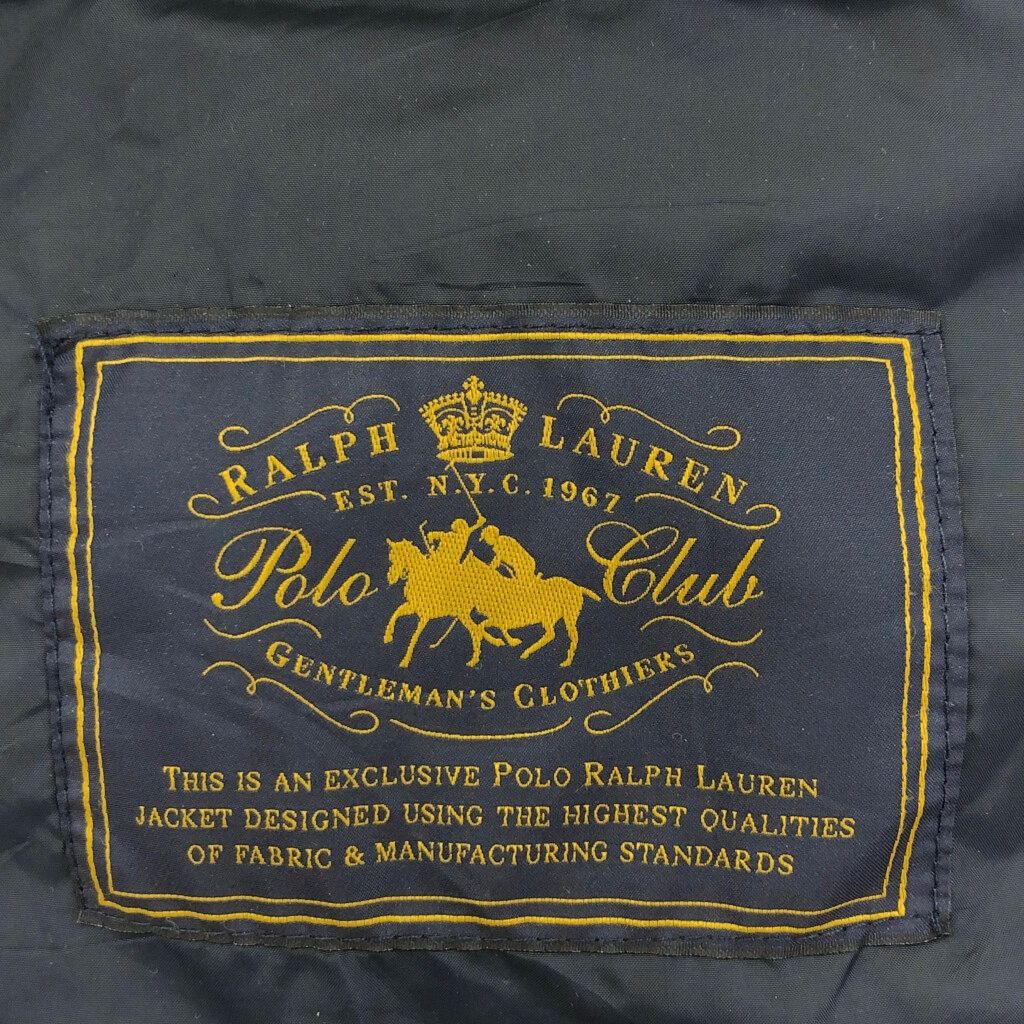 RALPH LAUREN
EST. N.Y.C. 1967
Polo Club
GENTLEMAN'S CLOTHIERS
THIS IS AN EXCLUSIVE POLO RALPH LAUREN
JACKET DESIGNED USING THE HIGHEST QUALITIES
OF FABRIC & MANUFACTURING STANDARDS